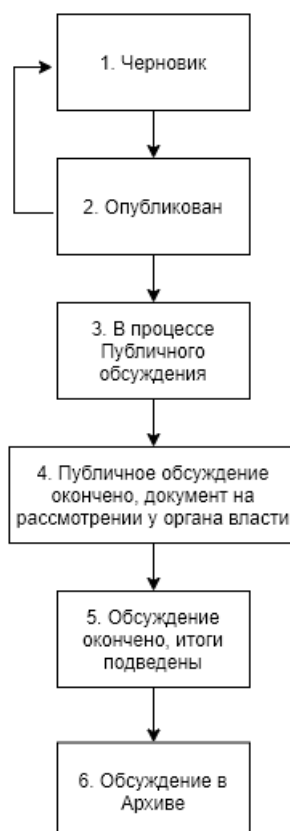 1. Черновик
2. Опубликован
3. В процессе
Публичного
обсуждения
4. Публичное обсуждение
окончено, документ на
рассмотрении у органа власти
5. Обсуждение
окончено, итоги
подведены
6. Обсуждение в
Архиве